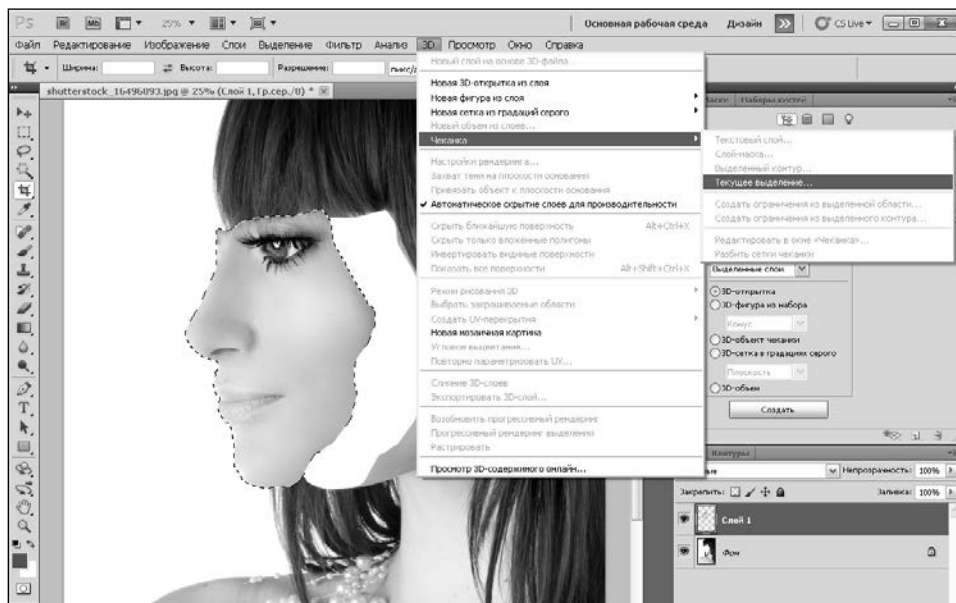 Ps Br Mb 25% Основная рабочая среда Дизайн CS Live
Файл Редактирование Изображение Слои Выделение Фильтр Анализ 3D Просмотр Окно Справка
Ширина: Высота: Разрешение: пикс/
shutterstock_16496893.jpg @ 25% (Слой 1, Гр.сер./8) *
Новый слой на основе 3D-файла...
Новая 3D-открытка из слоя
Новая фигура из слоя
Новая сетка из градаций серого
Новый объем из слоев...
Чеканка
Настройки рендеринга...
Захват тени на плоскости основания
Привязать объект к плоскости основания
Автоматическое скрытие слоев для производительности
Скрыть ближайшую поверхность Alt+Ctrl+X
Скрыть только вложенные полигоны
Инвертировать видимые поверхности
Показать все поверхности Alt+Shift+Ctrl+X
Режим рисования 3D
Выбрать закрашиваемые области
Создать UV-перекрытия
Новая мозаичная картина
Угловое выцветание...
Повторно параметризовать UV...
Слияние 3D-слоев
Экспортировать 3D-слой...
Возобновить прогрессивный рендеринг
Прогрессивный рендеринг выделения
Растрировать
Просмотр 3D-содержимого онлайн...
Маски Наборы кистей
Текстовый слой...
Слой-маска...
Выделенный контур...
Текущее выделение...
Создать ограничения из выделенной области...
Создать ограничения из выделенного контура...
Редактировать в окне «Чеканка»...
Разбить сетки чеканки
Выделенные слои
3D-открытка
3D-фигура из набора
Конус
3D-объект чеканки
3D-сетка в градациях серого
Плоскость
3D-объем
Создать
Контуры
Непрозрачность: 100%
Закрепить: Заливка: 100%
Слой 1
Фон